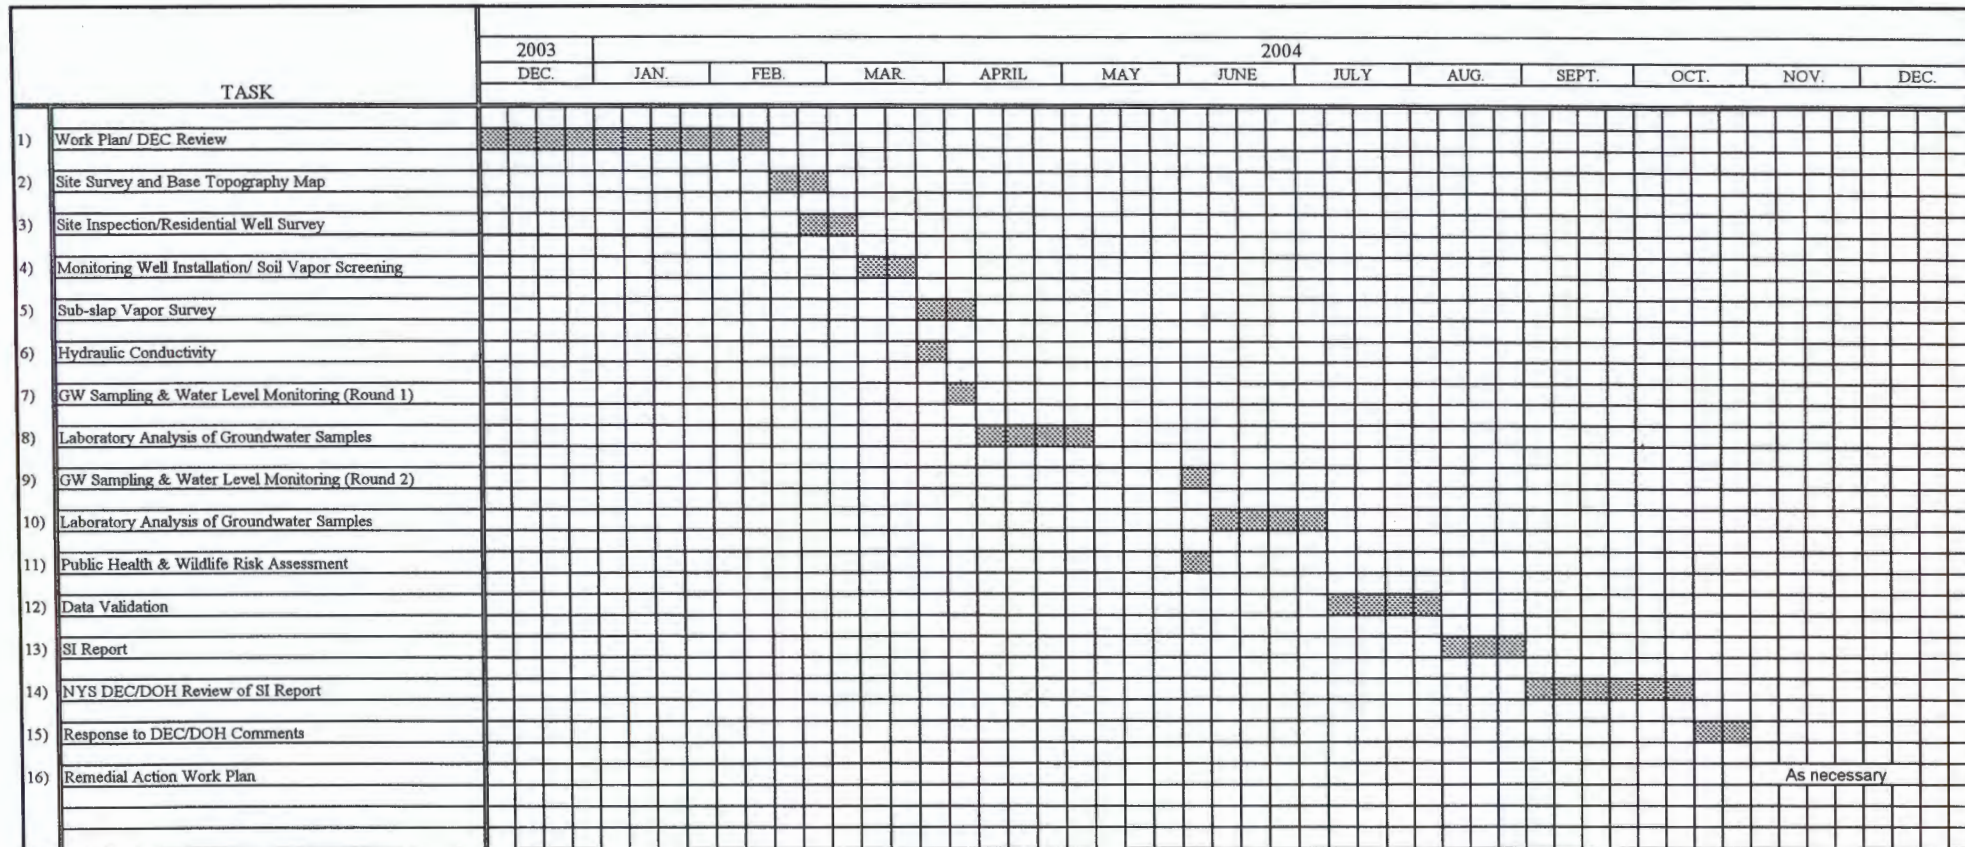 2003 2004
TASK DEC. JAN. FEB. MAR. APRIL MAY JUNE JULY AUG. SEPT. OCT. NOV. DEC.
1) Work Plan/ DEC Review
2) Site Survey and Base Topography Map
3) Site Inspection/Residential Well Survey
4) Monitoring Well Installation/ Soil Vapor Screening
5) Sub-slap Vapor Survey
6) Hydraulic Conductivity
7) GW Sampling & Water Level Monitoring (Round 1)
8) Laboratory Analysis of Groundwater Samples
9) GW Sampling & Water Level Monitoring (Round 2)
10) Laboratory Analysis of Groundwater Samples
11) Public Health & Wildlife Risk Assessment
12) Data Validation
13) SI Report
14) NYS DEC/DOH Review of SI Report
15) Response to DEC/DOH Comments
16) Remedial Action Work Plan As necessary